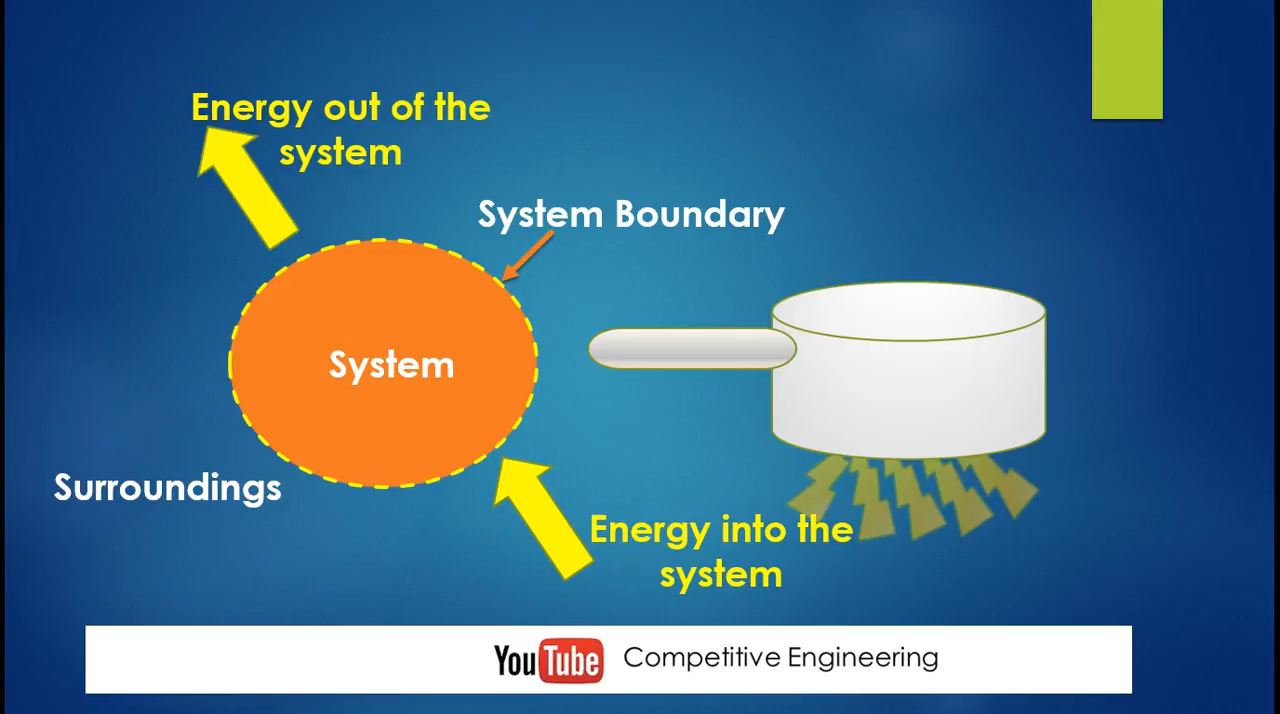 Energy out of the
system
System Boundary
System
Surroundings
Energy into the
system
YouTube Competitive Engineering